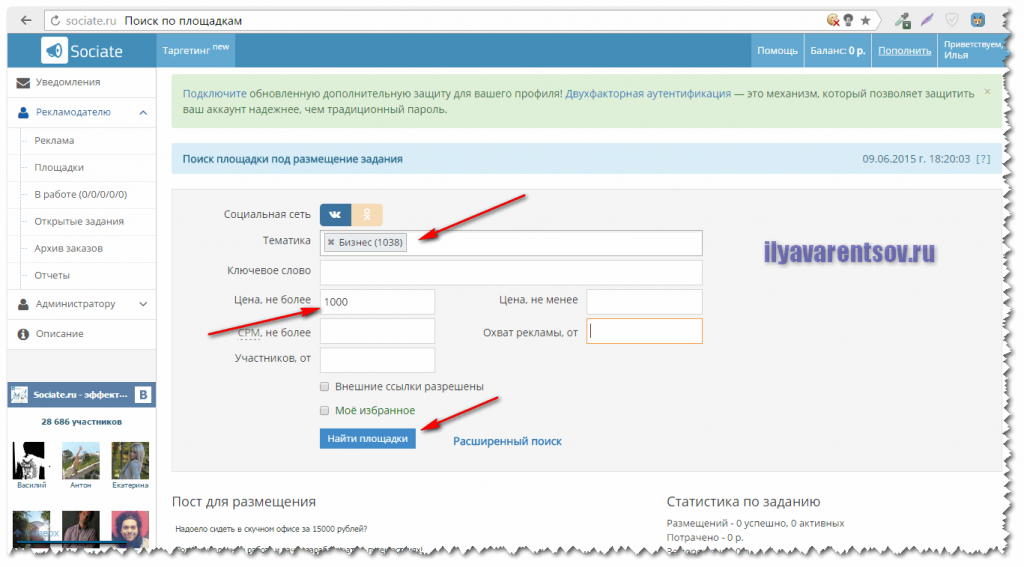 sociate.ru Поиск по площадкам
Sociate
Таргетинг new
Помощь
Баланс: 0 р.
Пополнить
Приветствуем,
Илья
Уведомления
Рекламодателю
Реклама
Площадки
В работе (0/0/0/0/0)
Открытые задания
Архив заказов
Отчеты
Администратору
Описание
Sociate.ru - эффект...
В
28 686 участников
Василий
Антон
Екатерина
Подключите обновленную дополнительную защиту для вашего профиля! Двухфакторная аутентификация — это механизм, который позволяет защитить
ваш аккаунт надежнее, чем традиционный пароль.
×
Поиск площадки под размещение задания
09.06.2015 г. 18:20:03 [?]
Социальная сеть
Тематика
Бизнес (1038)
ilyavarentsov.ru
Ключевое слово
Цена, не более
1000
Цена, не менее
CPM, не более
Охват рекламы, от
Участников, от
Внешние ссылки разрешены
Моё избранное
Найти площадки
Расширенный поиск
Пост для размещения
Статистика по заданию
Надоело сидеть в скучном офисе за 15000 рублей?
Размещений - 0 успешно, 0 активных
Потрачено - 0 р.